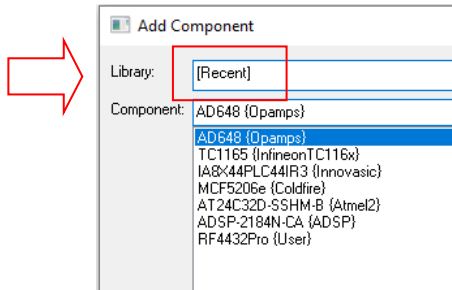 Add Component
Library: [Recent]
Component: AD648 {Opamps}
AD648 {Opamps}
TC1165 {InfineonTC116x}
IA8X44PLC44IR3 {Innovasic}
MCF5206e {Coldfire}
AT24C32D-SSHM-B {Atmel2}
ADSP-2184N-CA {ADSP}
RF4432Pro {User}